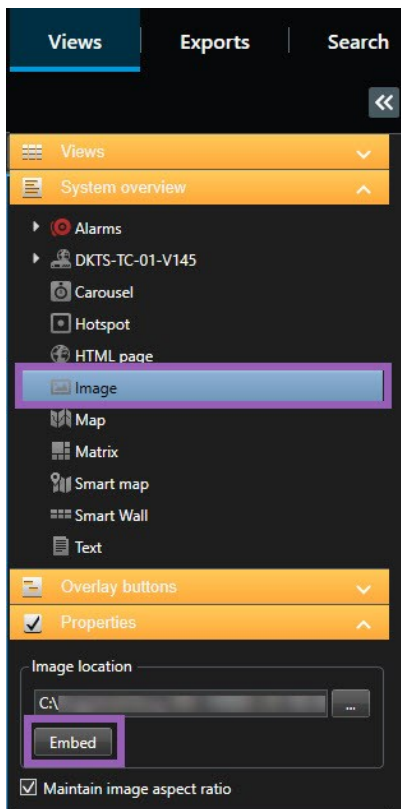 Views Exports Search
Views
System overview
Alarms
DKTS-TC-01-V145
Carousel
Hotspot
HTML page
Image
Map
Matrix
Smart map
Smart Wall
Text
Overlay buttons
Properties
Image location
C:\
...
Embed
Maintain image aspect ratio